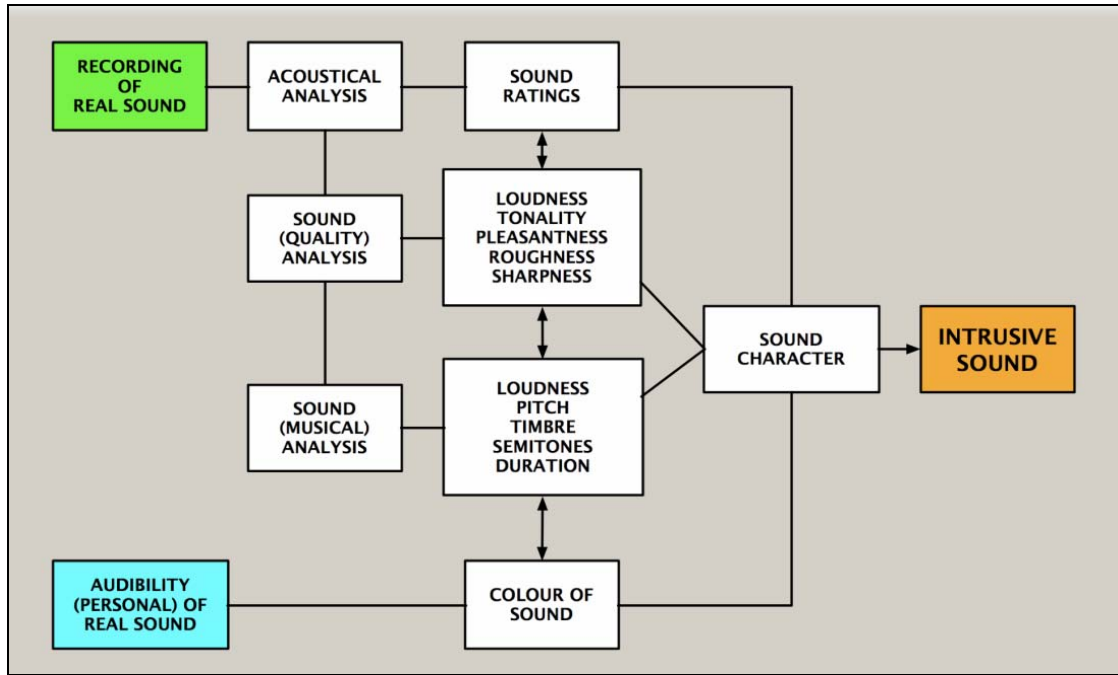 RECORDING
OF
REAL SOUND
ACOUSTICAL
ANALYSIS
SOUND
RATINGS
SOUND
(QUALITY)
ANALYSIS
LOUDNESS
TONALITY
PLEASANTNESS
ROUGHNESS
SHARPNESS
SOUND
(MUSICAL)
ANALYSIS
LOUDNESS
PITCH
TIMBRE
SEMITONES
DURATION
SOUND
CHARACTER
INTRUSIVE
SOUND
AUDIBILITY
(PERSONAL) OF
REAL SOUND
COLOUR OF
SOUND